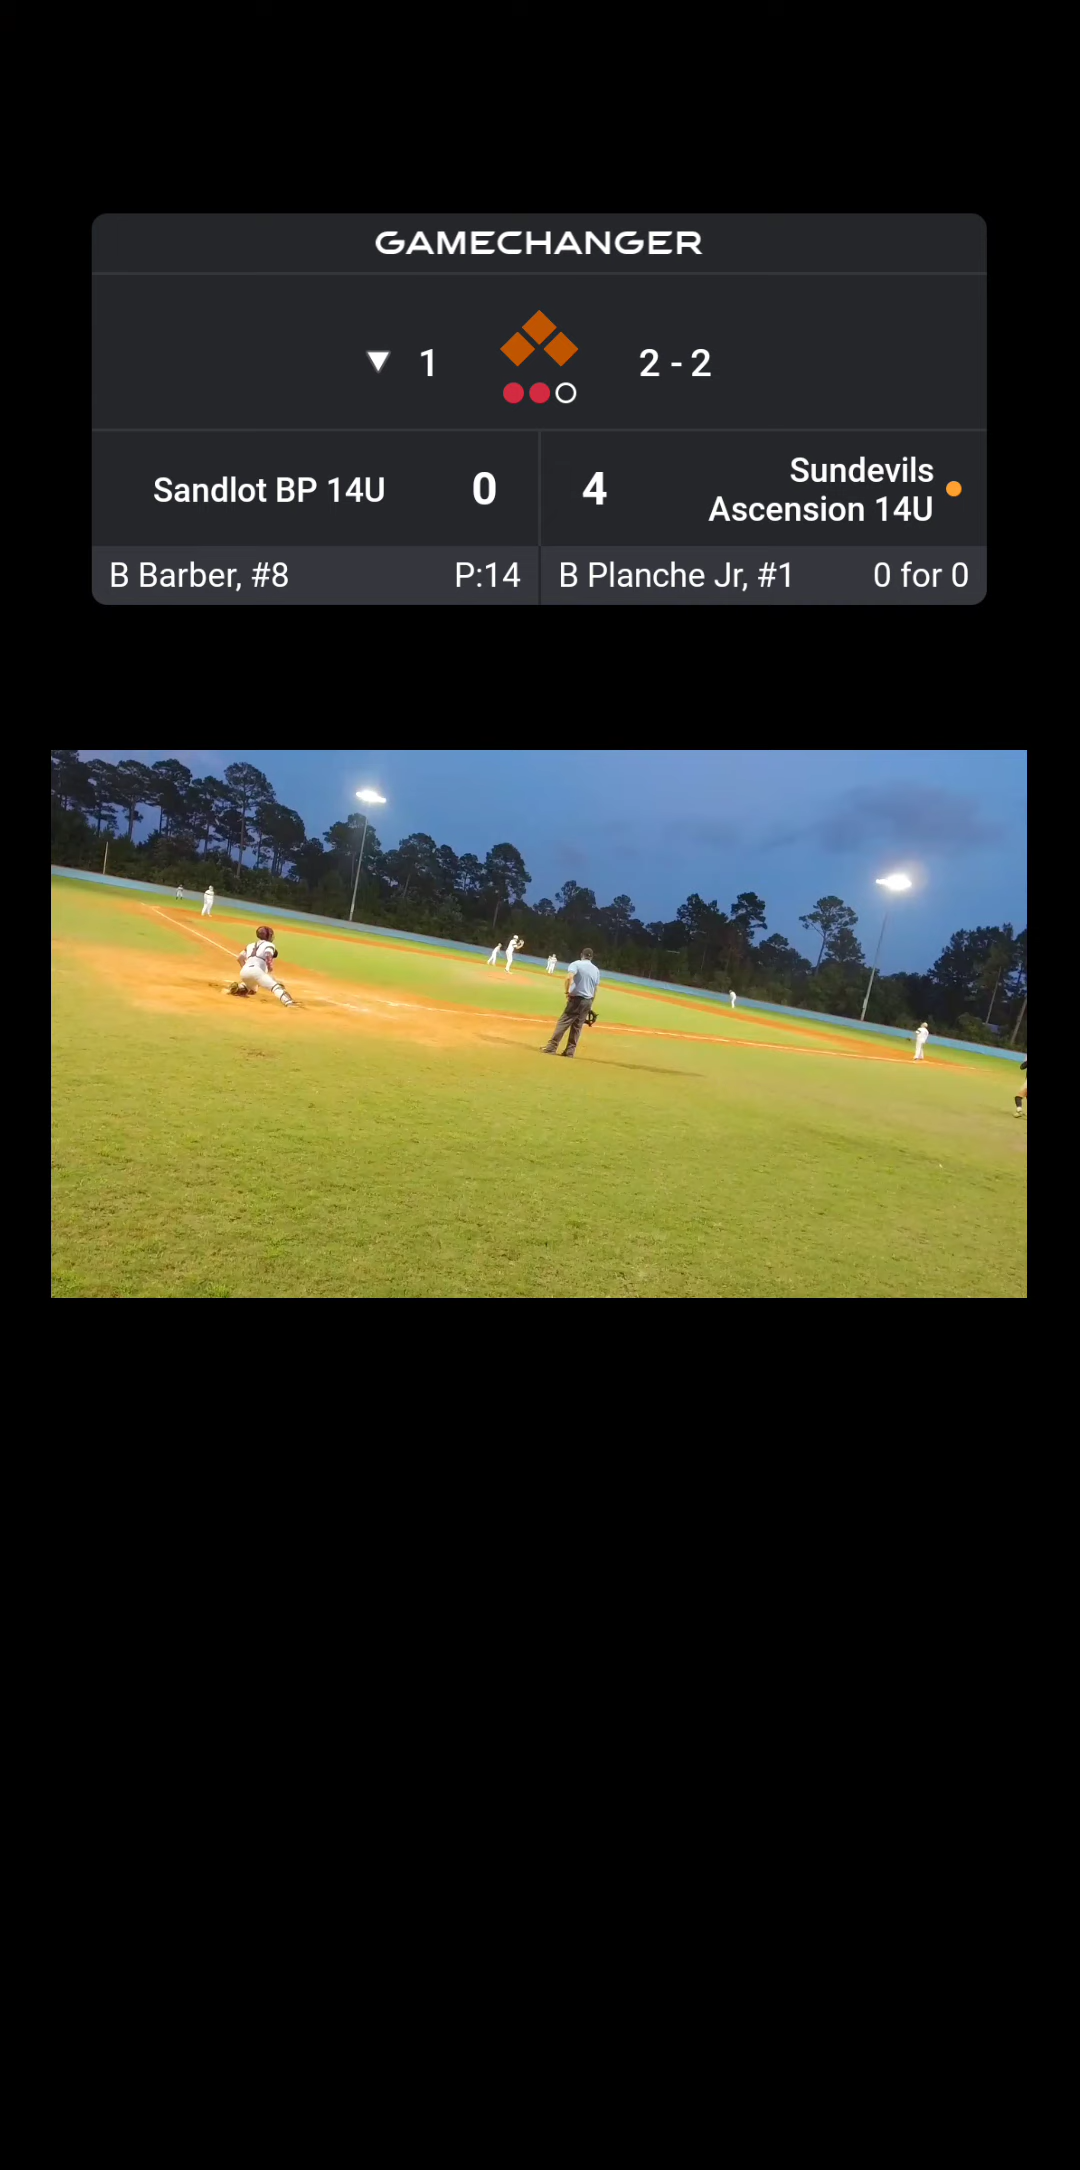 GAMECHANGER
▼ 1
2 - 2
Sandlot BP 14U 0
4 Sundevils
Ascension 14U
B Barber, #8 P:14
B Planche Jr, #1 0 for 0